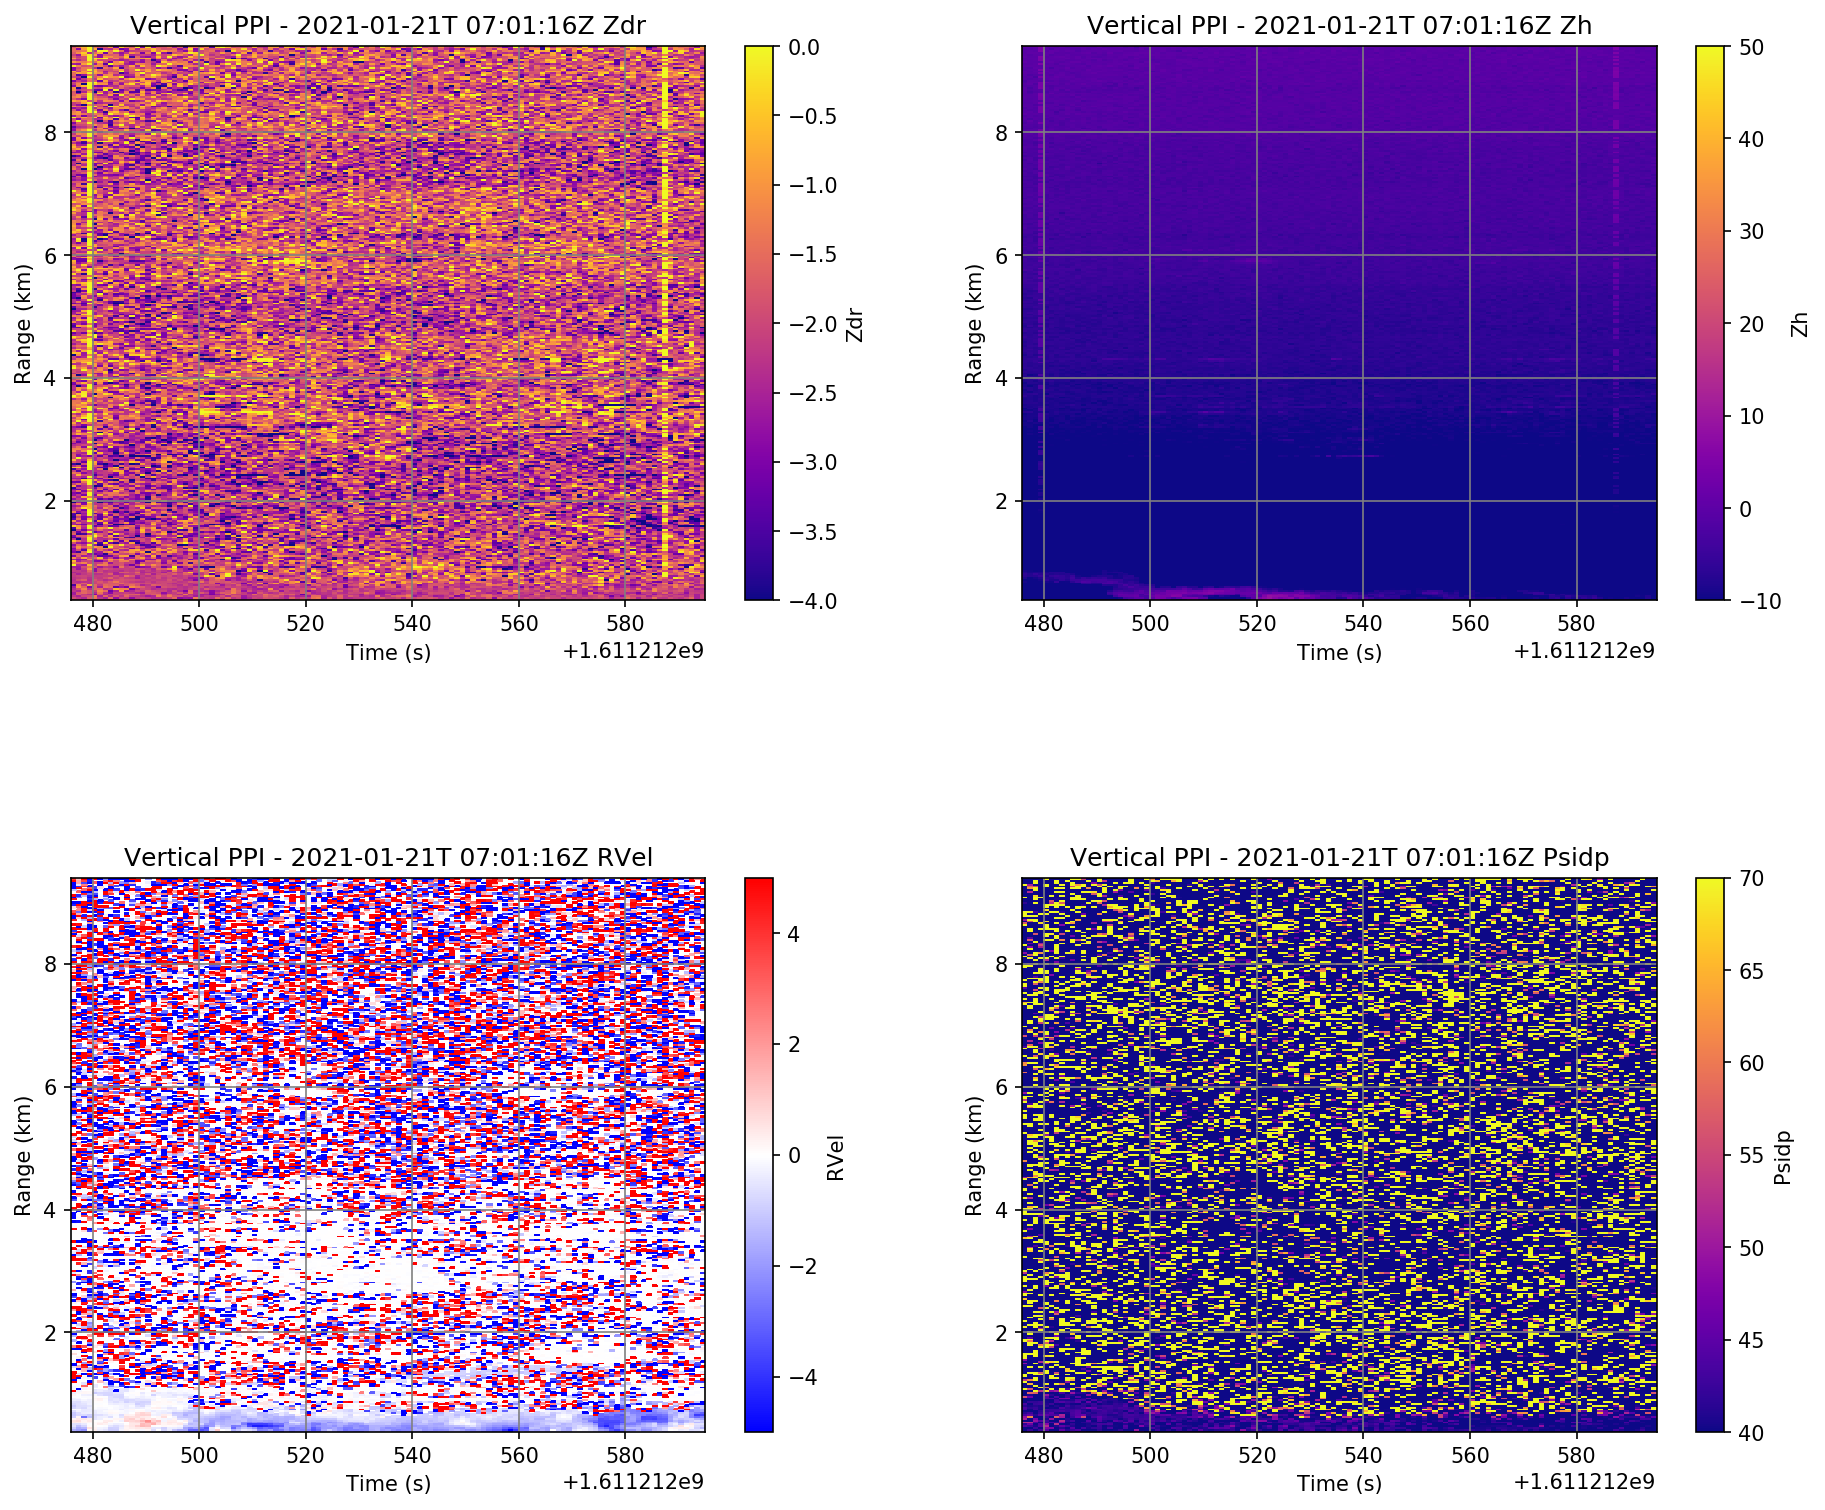 Vertical PPI - 2021-01-21T 07:01:16Z Zdr
Range (km)
8
6
4
2
480 500 520 540 560 580
Time (s)
+1.611212e9
0.0
−0.5
−1.0
−1.5
−2.0
−2.5
−3.0
−3.5
−4.0
Zdr
Vertical PPI - 2021-01-21T 07:01:16Z Zh
Range (km)
8
6
4
2
480 500 520 540 560 580
Time (s)
+1.611212e9
50
40
30
20
10
0
−10
Zh
Vertical PPI - 2021-01-21T 07:01:16Z RVel
Range (km)
8
6
4
2
480 500 520 540 560 580
Time (s)
+1.611212e9
4
2
0
−2
−4
RVel
Vertical PPI - 2021-01-21T 07:01:16Z Psidp
Range (km)
8
6
4
2
480 500 520 540 560 580
Time (s)
+1.611212e9
70
65
60
55
50
45
40
Psidp